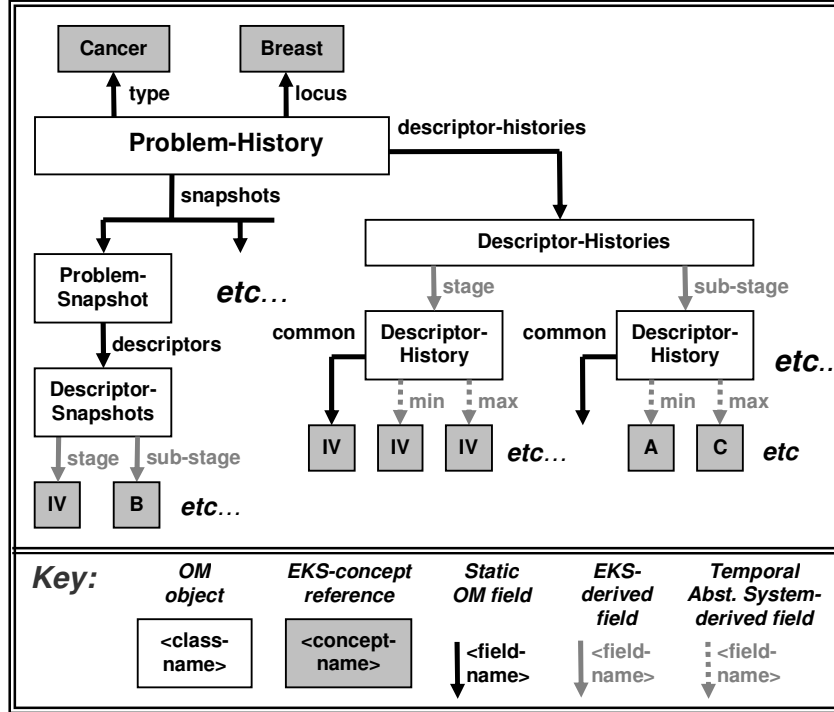 Cancer
Breast
type
locus
Problem-History
descriptor-histories
snapshots
Descriptor-Histories
Problem-
Snapshot
etc...
stage
sub-stage
descriptors
common
Descriptor-
History
common
Descriptor-
History
etc...
Descriptor-
Snapshots
min
max
min
max
stage
sub-stage
IV
IV
IV
etc...
A
C
etc
IV
B
etc...
Key:
OM
object
EKS-concept
reference
Static
OM field
EKS-
derived
field
Temporal
Abst. System-
derived field
<class-
name>
<concept-
name>
<field-
name>
<field-
name>
<field-
name>